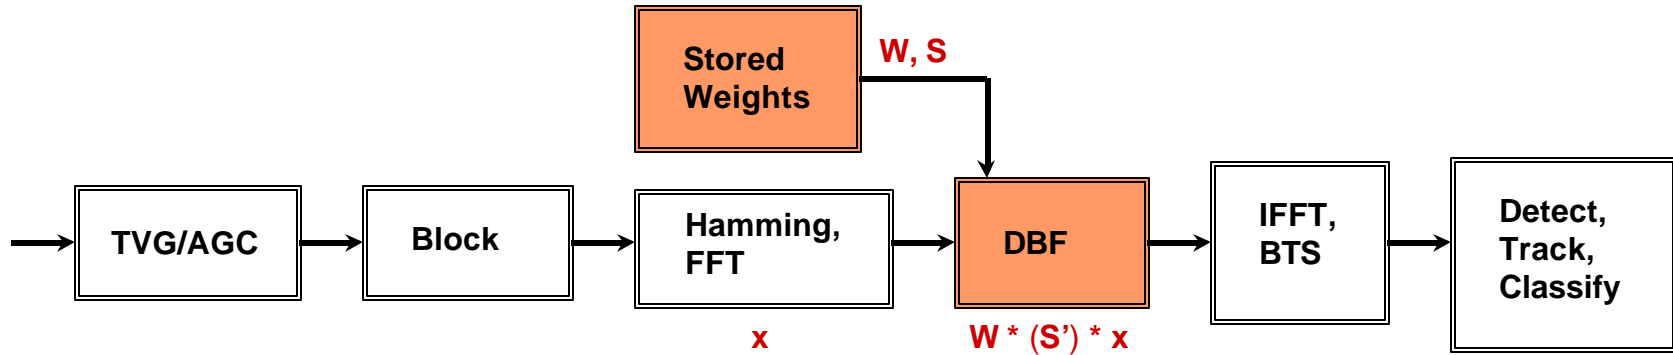 Stored
Weights
W, S
TVG/AGC
Block
Hamming,
FFT
x
DBF
W * (S') * x
IFFT,
BTS
Detect,
Track,
Classify